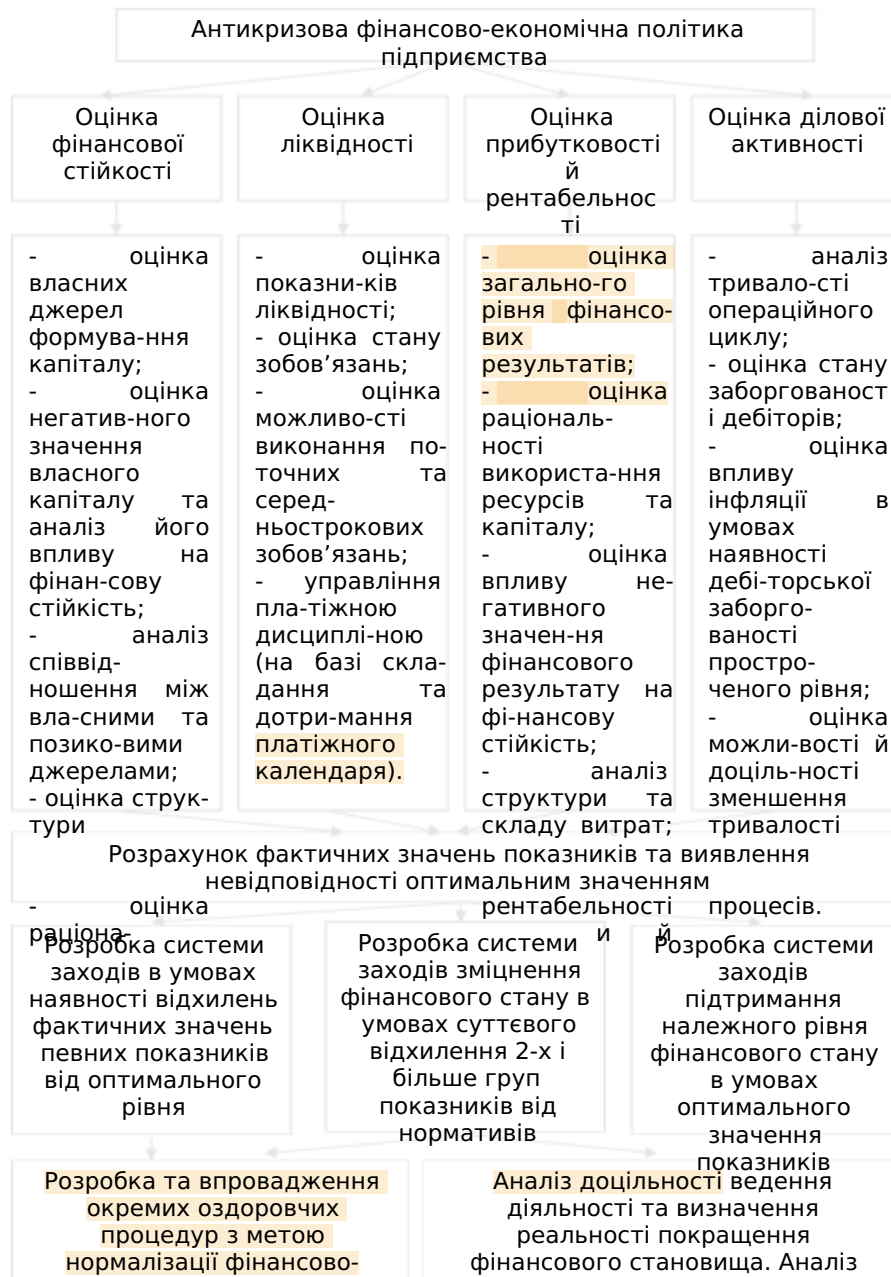 Антикризова фінансово-економічна політика
підприємства
Оцінка
фінансової
стійкості
Оцінка
ліквідності
Оцінка
прибутковості
й
рентабельнос
ті
Оцінка ділової
активності
- оцінка
власних
джерел
формува-ння
капіталу;
- оцінка
негатив-ного
значення
власного
капіталу та
аналіз його
впливу на
фінан-сову
стійкість;
- аналіз
співвід-
ношення між
вла-сними та
позико-вими
джерелами;
- оцінка струк-
тури
- оцінка
раціона-
- оцінка
показни-ків
ліквідності;
- оцінка стану
зобов’язань;
- оцінка
можливо-сті
виконання по-
точних та
серед-
ньострокових
зобов’язань;
- управління
пла-тіжною
дисциплі-ною
(на базі скла-
дання та
дотри-мання
платіжного
календаря).
- оцінка
загально-го
рівня фінансо-
вих
результатів;
- оцінка
раціональ-
ності
використа-ння
ресурсів та
капіталу;
- оцінка
впливу не-
гативного
значен-ня
фінансового
результату на
фі-нансову
стійкість;
- аналіз
структури та
складу витрат;
рентабельності
и й
- аналіз
тривало-сті
операційного
циклу;
- оцінка стану
заборгованост
і дебіторів;
- оцінка
впливу
інфляції в
умовах
наявності
дебі-торської
заборго-
ваності
простро-
ченого рівня;
- оцінка
можли-вості й
доціль-ності
зменшення
тривалості
процесів.
Розрахунок фактичних значень показників та виявлення
невідповідності оптимальним значенням
Розробка системи
заходів в умовах
наявності відхилень
фактичних значень
певних показників
від оптимального
рівня
Розробка системи
заходів зміцнення
фінансового стану в
умовах суттєвого
відхилення 2-х і
більше груп
показників від
нормативів
Розробка системи
заходів
підтримання
належного рівня
фінансового стану
в умовах
оптимального
значення
показників
Розробка та впровадження
окремих оздоровчих
процедур з метою
нормалізації фінансово-
Аналіз доцільності ведення
діяльності та визначення
реальності покращення
фінансового становища. Аналіз